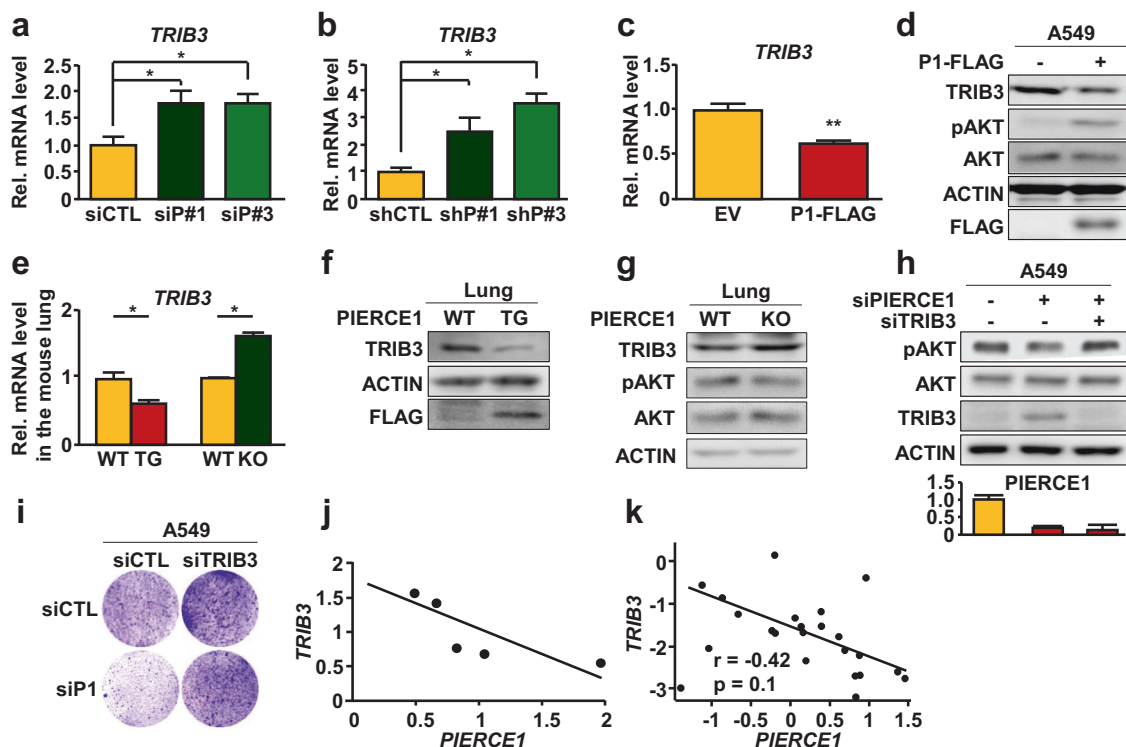 a
TRIB3
*
*
Rel. mRNA level
2.5
2.0
1.5
1.0
0.5
0
siCTL siP#1 siP#3
b
TRIB3
*
*
Rel. mRNA level
5
4
3
2
1
0
shCTL shP#1 shP#3
c
TRIB3
**
Rel. mRNA level
1.5
1.0
0.5
0
EV P1-FLAG
d
A549
P1-FLAG - +
TRIB3
pAKT
AKT
ACTIN
FLAG
e
TRIB3
* *
Rel. mRNA level
in the mouse lung
2
1
0
WT TG WT KO
f
Lung
PIERCE1 WT TG
TRIB3
ACTIN
FLAG
g
Lung
PIERCE1 WT KO
TRIB3
pAKT
AKT
ACTIN
h
A549
siPIERCE1 - + +
siTRIB3 - - +
pAKT
AKT
TRIB3
ACTIN
PIERCE1
1.5
1.0
0.5
0
i
A549
siCTL siTRIB3
siCTL
siP1
j
TRIB3
2
1.5
1
0.5
0
0 0.5 1 1.5 2
PIERCE1
k
TRIB3
0
-1
-2
-3
r = -0.42
p = 0.1
-1 -0.5 0 0.5 1 1.5
PIERCE1